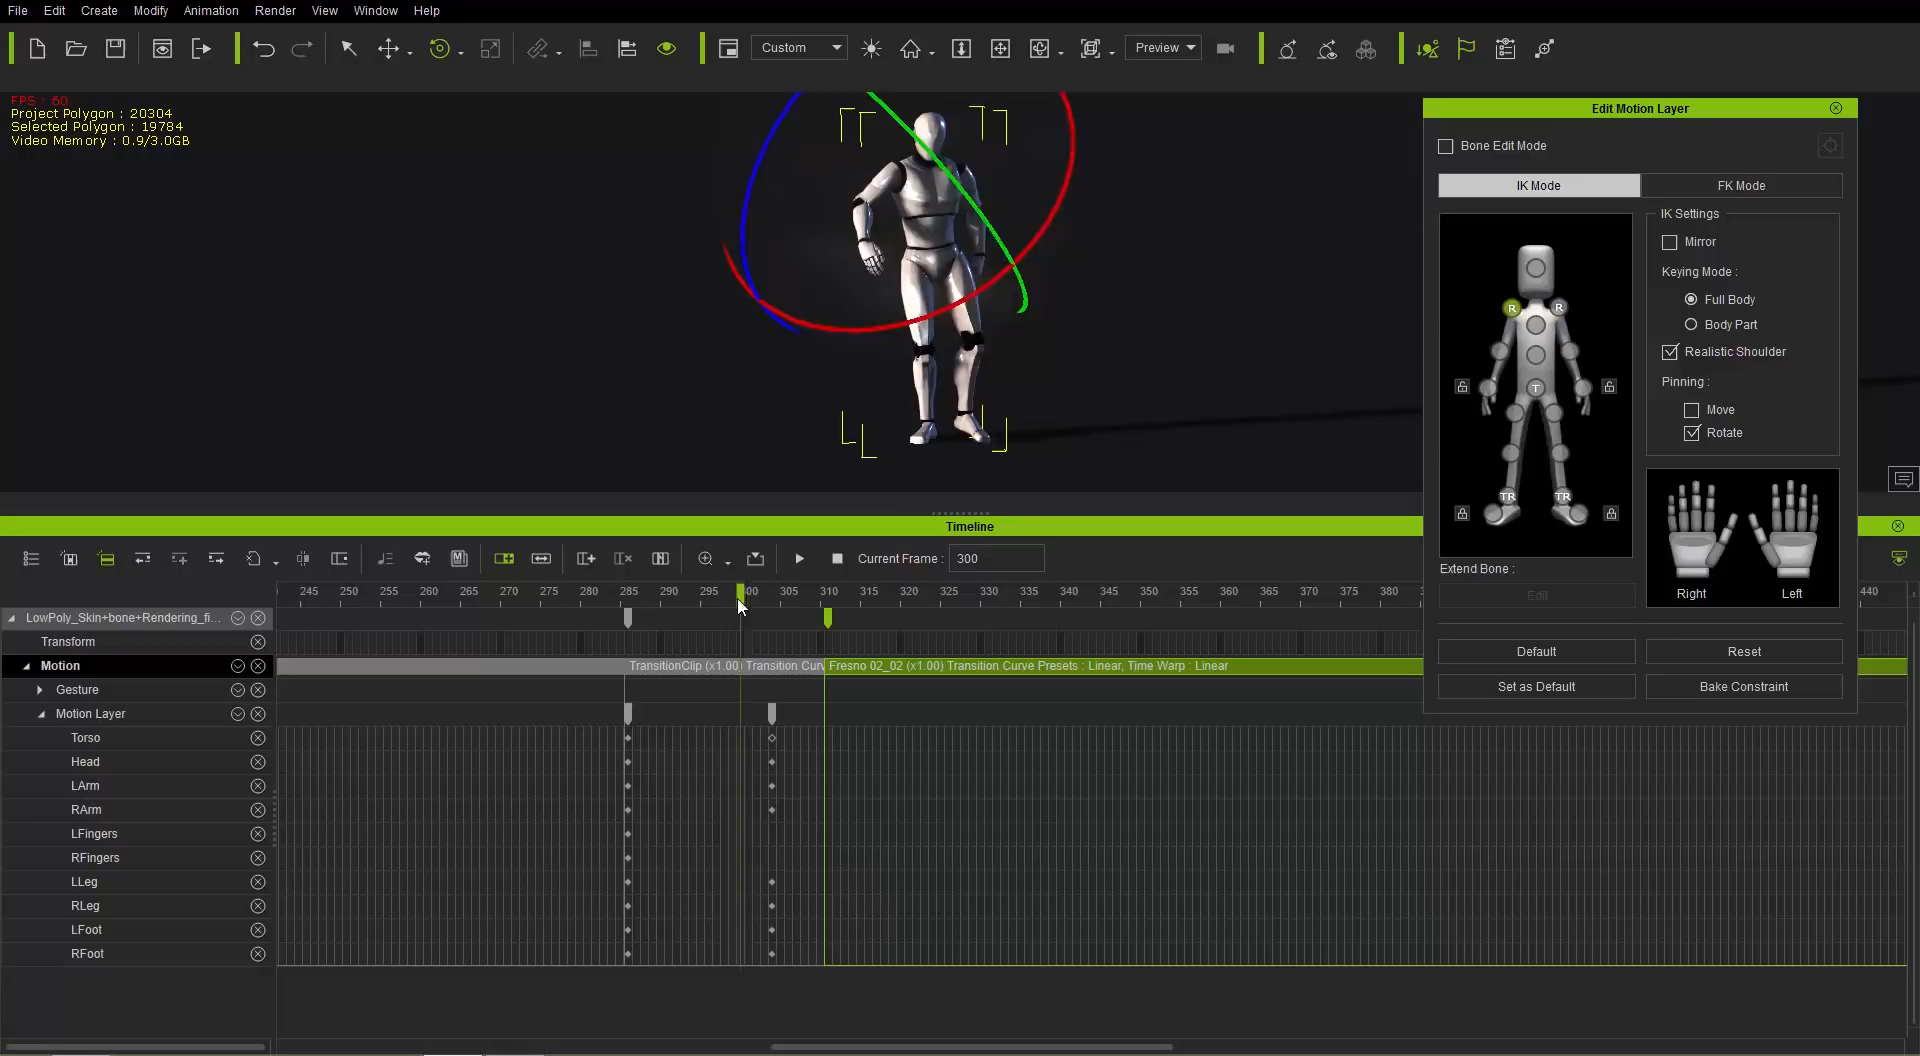 File Edit Create Modify Animation Render View Window Help
Custom Preview
FPS : 60
Project Polygon : 20304
Selected Polygon : 19784
Video Memory : 0.9/3.0GB
Edit Motion Layer
Bone Edit Mode
IK Mode FK Mode
IK Settings
Mirror
Keying Mode :
Full Body
Body Part
Realistic Shoulder
Pinning :
Move
Rotate
R R
T
TR TR
Extend Bone :
Edit
Right Left
Default Reset
Set as Default Bake Constraint
Timeline
Current Frame : 300
245 250 255 260 265 270 275 280 285 290 295 300 305 310 315 320 325 330 335 340 345 350 355 360 365 370 375 380 440
LowPoly_Skin+bone+Rendering_fi...
Transform
Motion
TransitionClip (x1.00) Transition Curv Fresno 02_02 (x1.00) Transition Curve Presets : Linear, Time Warp : Linear
Gesture
Motion Layer
Torso
Head
LArm
RArm
LFingers
RFingers
LLeg
RLeg
LFoot
RFoot